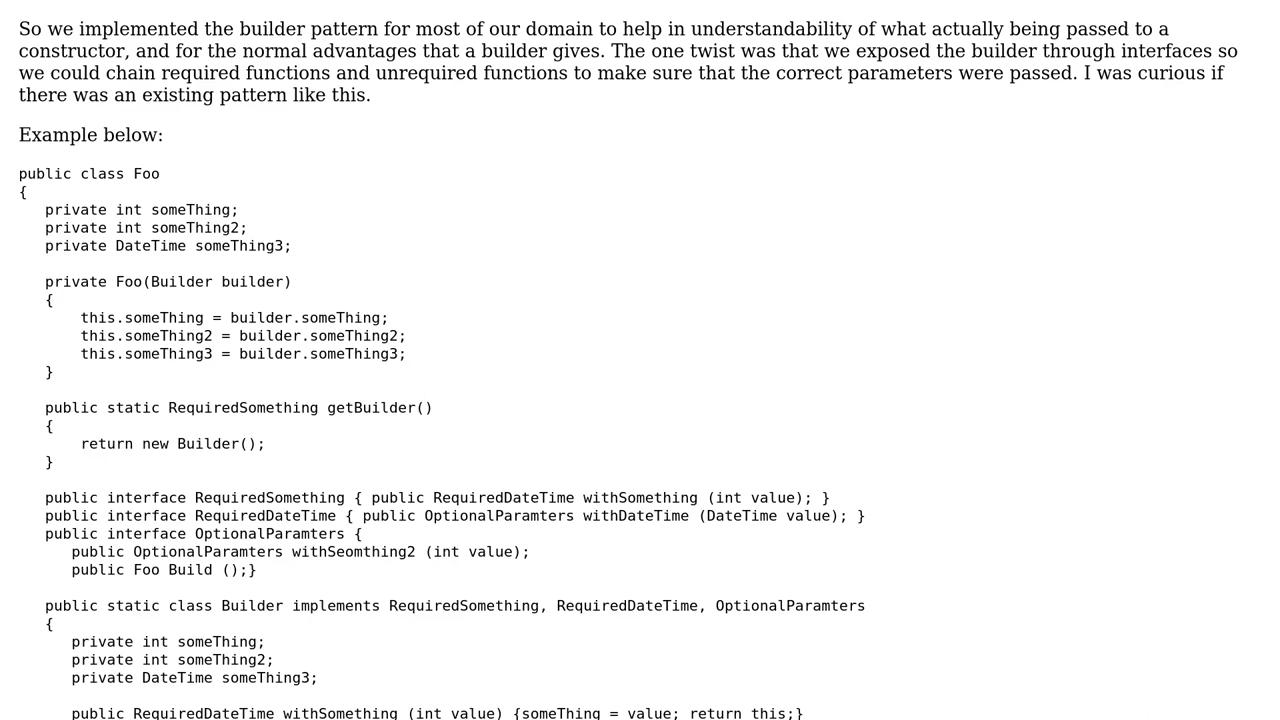 So we implemented the builder pattern for most of our domain to help in understandability of what actually being passed to a
constructor, and for the normal advantages that a builder gives. The one twist was that we exposed the builder through interfaces so
we could chain required functions and unrequired functions to make sure that the correct parameters were passed. I was curious if
there was an existing pattern like this.
Example below:
public class Foo
{
   private int someThing;
   private int someThing2;
   private DateTime someThing3;
   private Foo(Builder builder)
   {
       this.someThing = builder.someThing;
       this.someThing2 = builder.someThing2;
       this.someThing3 = builder.someThing3;
   }
   public static RequiredSomething getBuilder()
   {
       return new Builder();
   }
   public interface RequiredSomething { public RequiredDateTime withSomething (int value); }
   public interface RequiredDateTime { public OptionalParamters withDateTime (DateTime value); }
   public interface OptionalParamters {
      public OptionalParamters withSeomthing2 (int value);
      public Foo Build ();}
   public static class Builder implements RequiredSomething, RequiredDateTime, OptionalParamters
   {
      private int someThing;
      private int someThing2;
      private DateTime someThing3;
      public RequiredDateTime withSomething (int value) {someThing = value; return this;}